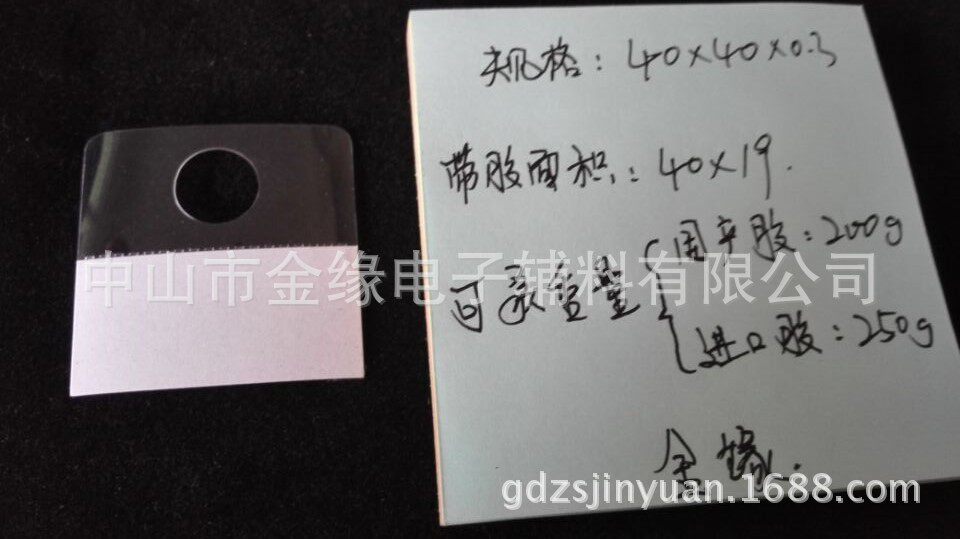 规格：40×40×0.3
带胶面积：40×19.
中山市金缘电子辅料有限公司
可承重量
国产胶：200g
进口胶：250g
金缘.
gdzsjinyuan.1688.com